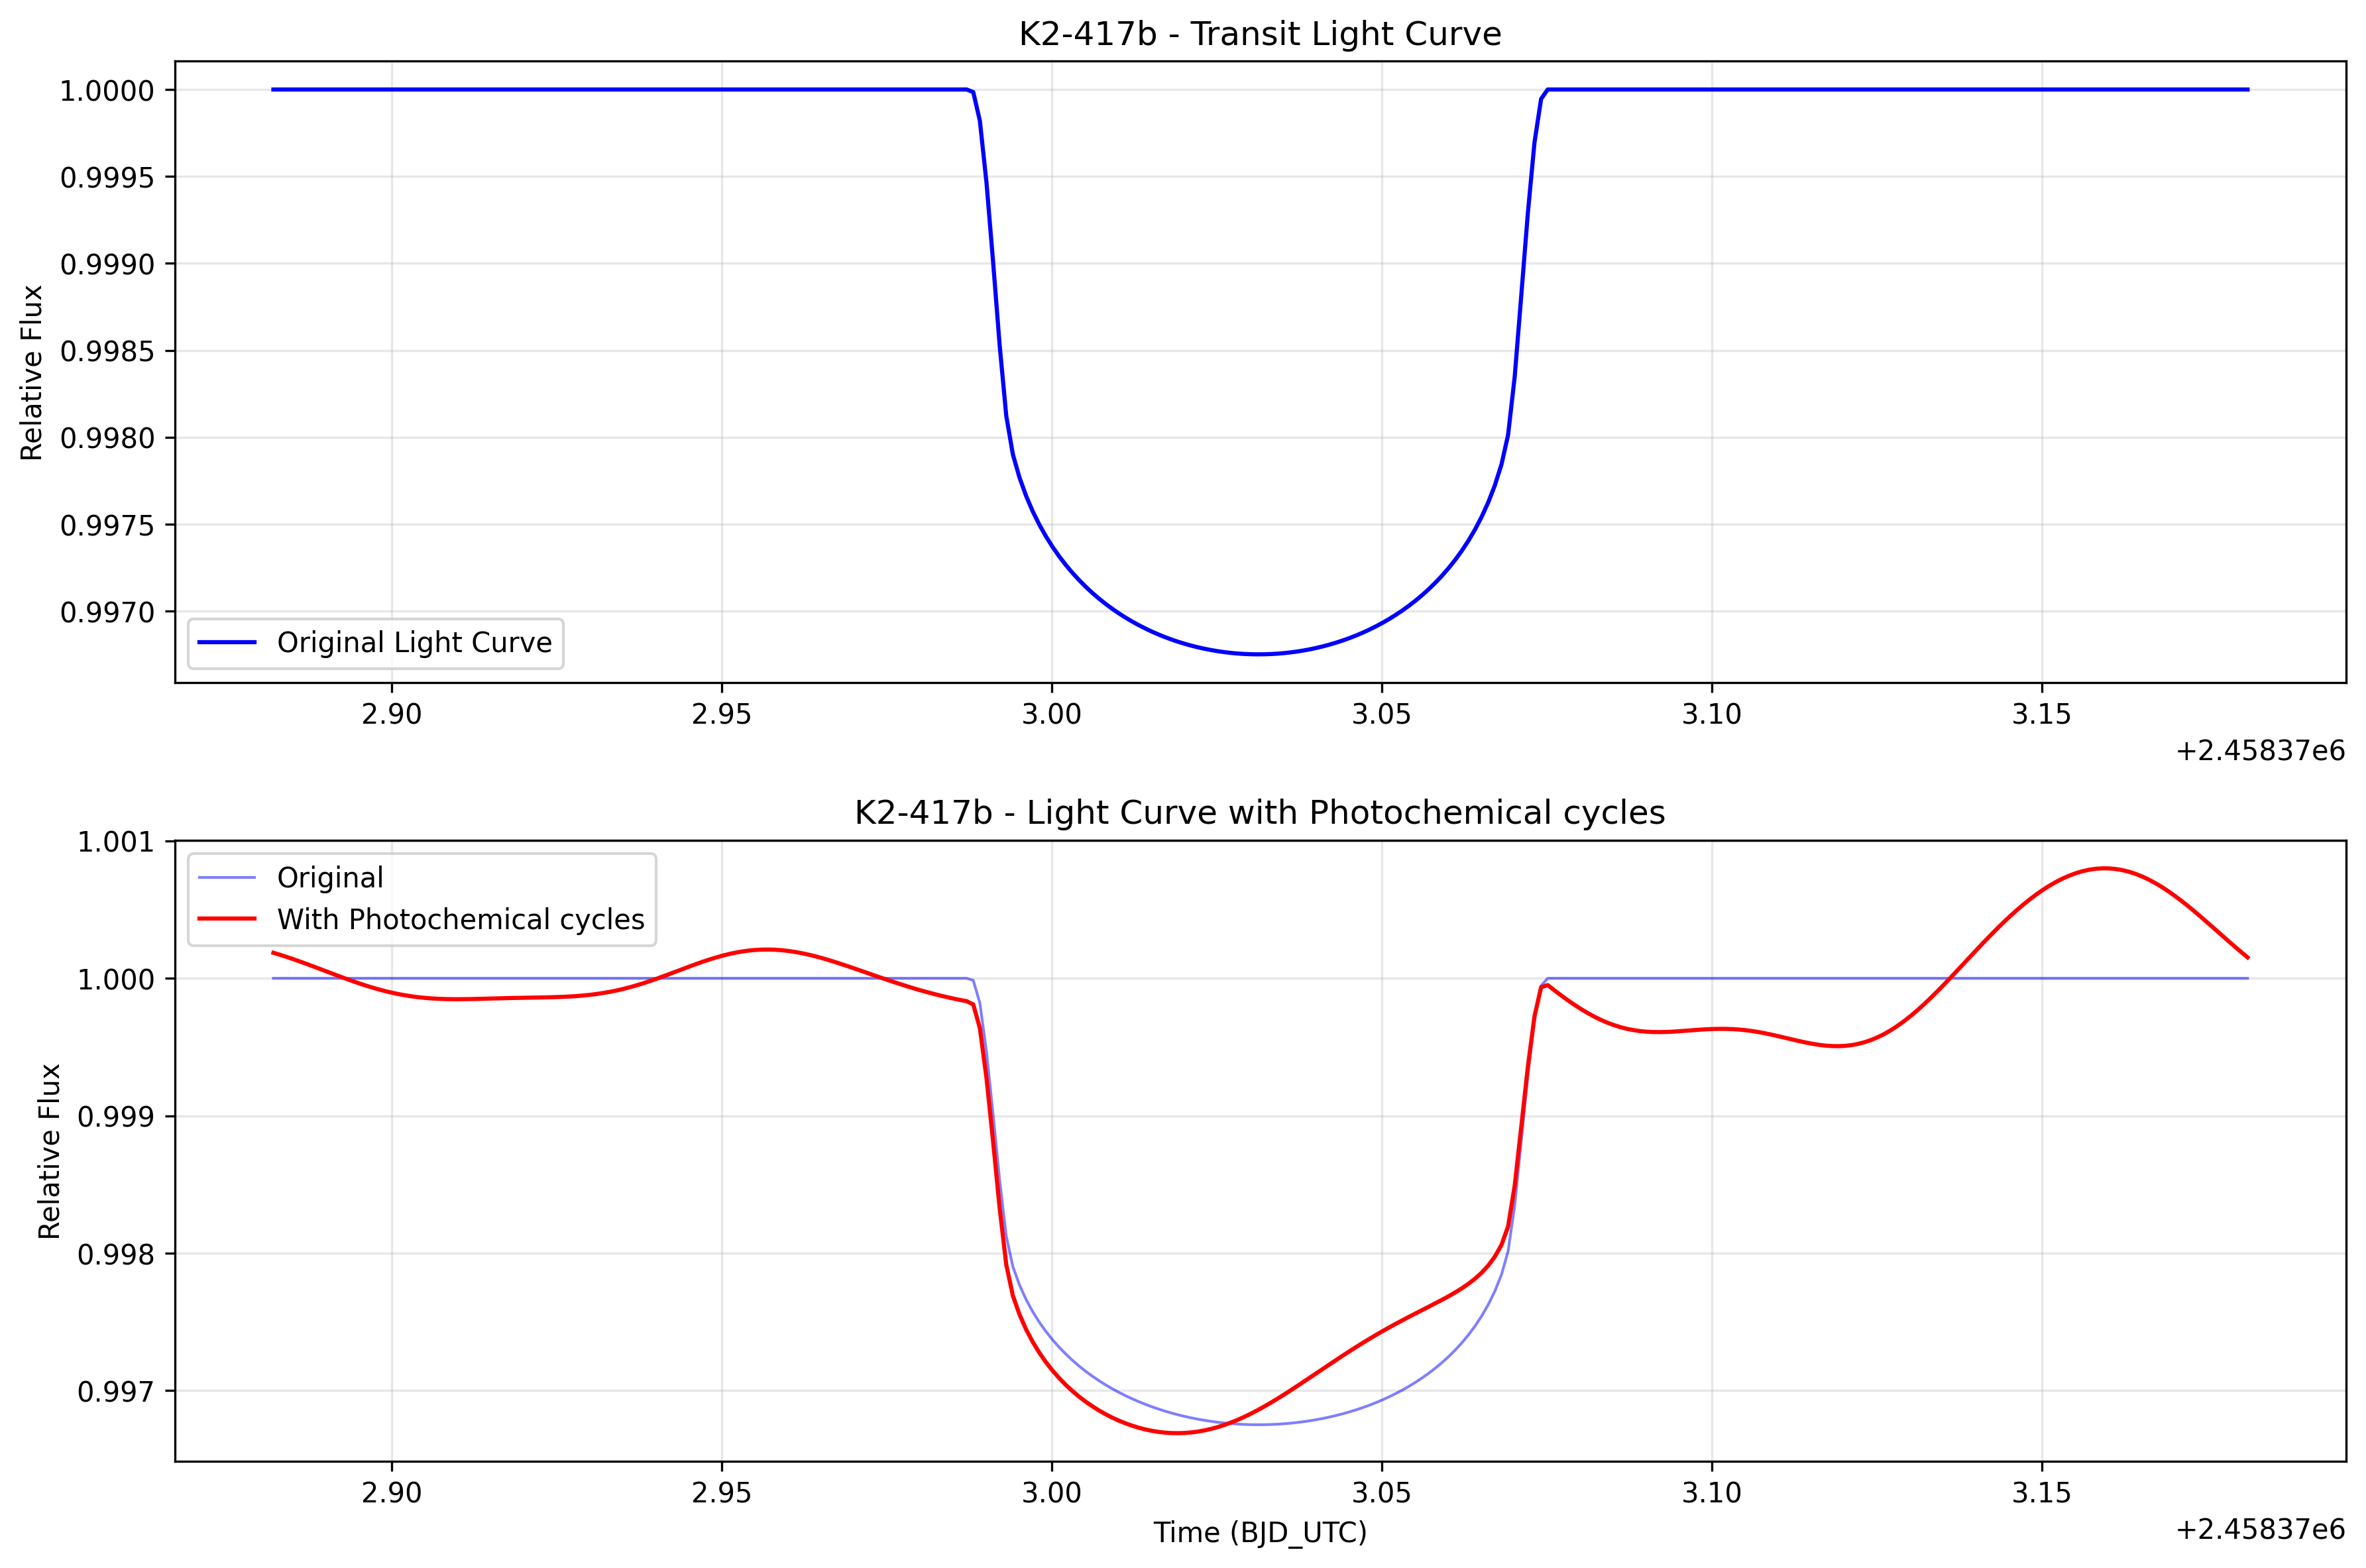 K2-417b - Transit Light Curve
1.0000
0.9995
0.9990
0.9985
0.9980
0.9975
0.9970
Relative Flux
Original Light Curve
2.90 2.95 3.00 3.05 3.10 3.15
+2.45837e6
K2-417b - Light Curve with Photochemical cycles
1.001
1.000
0.999
0.998
0.997
Relative Flux
Original
With Photochemical cycles
2.90 2.95 3.00 3.05 3.10 3.15
Time (BJD_UTC)
+2.45837e6